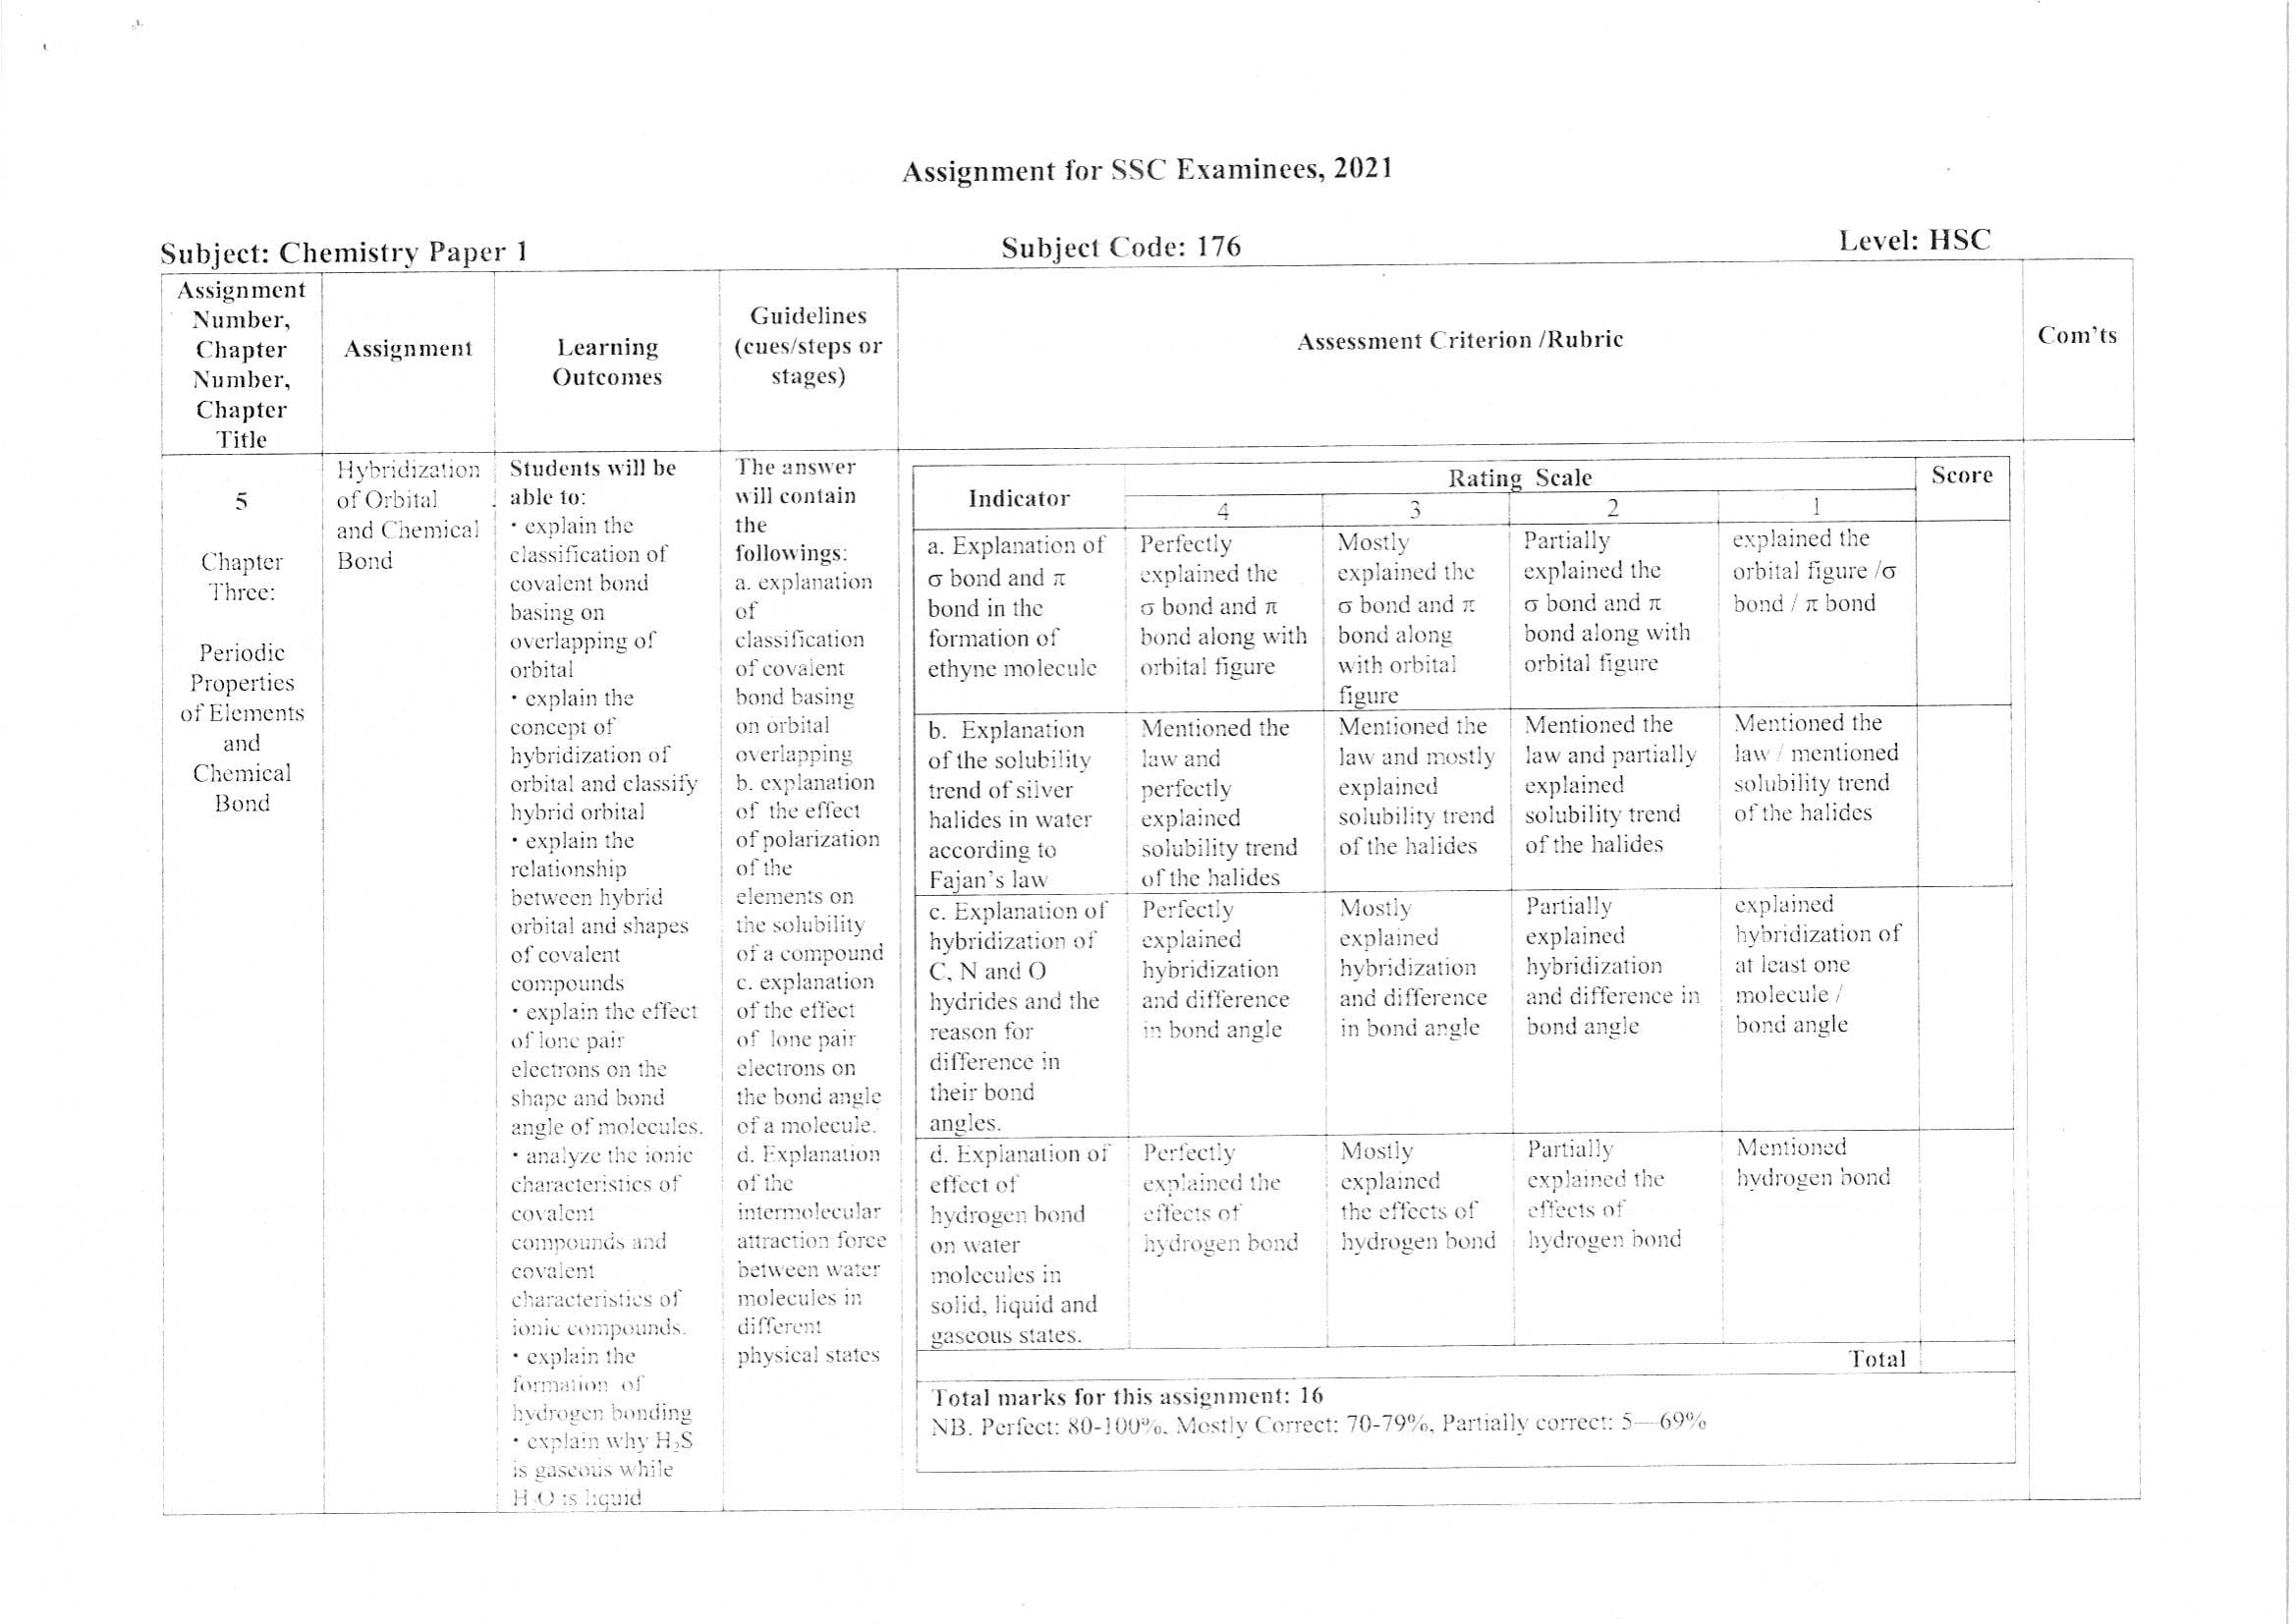 Assignment for SSC Examinees, 2021
Subject: Chemistry Paper 1
Subject Code: 176
Level: HSC
Assignment
Number,
Chapter
Number,
Chapter
Title
Assignment
Learning
Outcomes
Guidelines
(cues/steps or
stages)
Assessment Criterion /Rubric
Com'ts
5
Chapter
Three:
Periodic
Properties
of Elements
and
Chemical
Bond
Hybridization
of Orbital
and Chemical
Bond
Students will be
able to:
• explain the
classification of
covalent bond
basing on
overlapping of
orbital
• explain the
concept of
hybridization of
orbital and classify
hybrid orbital
• explain the
relationship
between hybrid
orbital and shapes
of covalent
compounds
• explain the effect
of lone pair
electrons on the
shape and bond
angle of molecules.
• analyze the ionic
characteristics of
covalent
compounds and
covalent
characteristics of
ionic compounds.
• explain the
formation of
hydrogen bonding
• explain why H₂S
is gaseous while
H₂O is liquid
The answer
will contain
the
followings:
a. explanation
of
classification
of covalent
bond basing
on orbital
overlapping
b. explanation
of the effect
of polarization
of the
elements on
the solubility
of a compound
c. explanation
of the effect
of lone pair
electrons on
the bond angle
of a molecule.
d. Explanation
of the
intermolecular
attraction force
between water
molecules in
different
physical states
Indicator
Rating Scale
Score
4
3
2
1
a. Explanation of
σ bond and π
bond in the
formation of
ethyne molecule
Perfectly
explained the
σ bond and π
bond along with
orbital figure
Mostly
explained the
σ bond and π
bond along
with orbital
figure
Partially
explained the
σ bond and π
bond along with
orbital figure
explained the
orbital figure /σ
bond / π bond
b. Explanation
of the solubility
trend of silver
halides in water
according to
Fajan's law
Mentioned the
law and
perfectly
explained
solubility trend
of the halides
Mentioned the
law and mostly
explained
solubility trend
of the halides
Mentioned the
law and partially
explained
solubility trend
of the halides
Mentioned the
law / mentioned
solubility trend
of the halides
c. Explanation of
hybridization of
C, N and O
hydrides and the
reason for
difference in
their bond
angles.
Perfectly
explained
hybridization
and difference
in bond angle
Mostly
explained
hybridization
and difference
in bond angle
Partially
explained
hybridization
and difference in
bond angle
explained
hybridization of
at least one
molecule /
bond angle
d. Explanation of
effect of
hydrogen bond
on water
molecules in
solid, liquid and
gaseous states.
Perfectly
explained the
effects of
hydrogen bond
Mostly
explained
the effects of
hydrogen bond
Partially
explained the
effects of
hydrogen bond
Mentioned
hydrogen bond
Total
Total marks for this assignment: 16
NB. Perfect: 80-100%. Mostly Correct: 70-79%, Partially correct: 5—69%